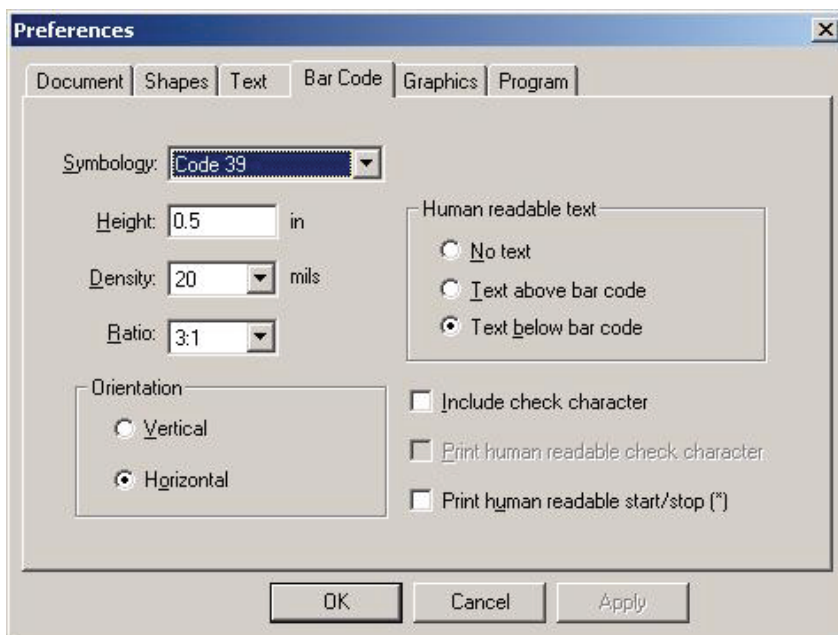 Preferences
Document Shapes Text Bar Code Graphics Program
Symbology: Code 39
Height: 0.5 in
Density: 20 mils
Ratio: 3:1
Human readable text
No text
Text above bar code
Text below bar code
Orientation
Vertical
Horizontal
Include check character
Print human readable check character
Print human readable start/stop (*)
OK Cancel Apply